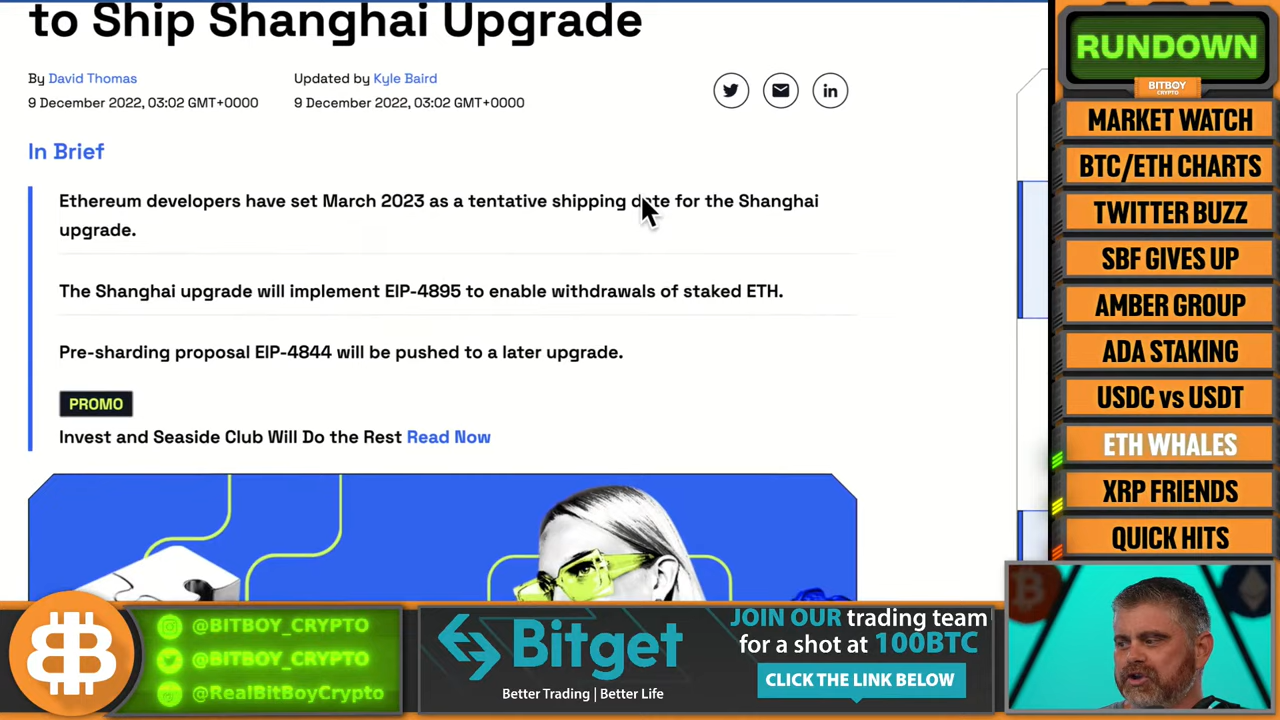 to Ship Shanghai Upgrade
By David Thomas
Updated by Kyle Baird
9 December 2022, 03:02 GMT+0000
9 December 2022, 03:02 GMT+0000
In Brief
Ethereum developers have set March 2023 as a tentative shipping date for the Shanghai
upgrade.
The Shanghai upgrade will implement EIP-4895 to enable withdrawals of staked ETH.
Pre-sharding proposal EIP-4844 will be pushed to a later upgrade.
PROMO
Invest and Seaside Club Will Do the Rest Read Now
RUNDOWN
BITBOY
CRYPTO
MARKET WATCH
BTC/ETH CHARTS
TWITTER BUZZ
SBF GIVES UP
AMBER GROUP
ADA STAKING
USDC vs USDT
ETH WHALES
XRP FRIENDS
QUICK HITS
@BITBOY_CRYPTO
@BITBOY_CRYPTO
@RealBitBoyCrypto
Bitget
Better Trading | Better Life
JOIN OUR trading team
for a shot at 100BTC
CLICK THE LINK BELOW